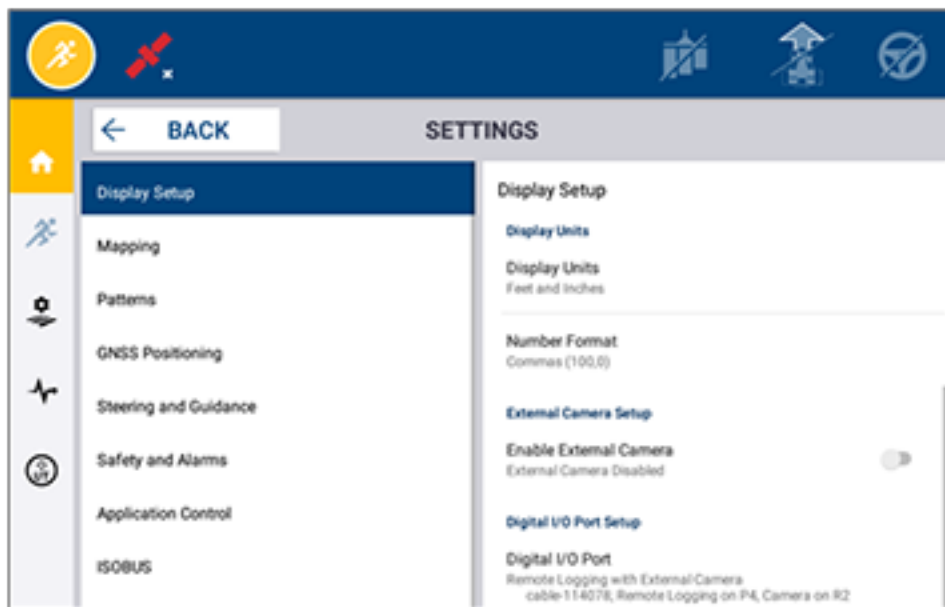 BACK
SETTINGS
Display Setup
Mapping
Patterns
GNSS Positioning
Steering and Guidance
Safety and Alarms
Application Control
ISOBUS
Display Setup
Display Units
Display Units
Feet and Inches
Number Format
Commas (100,0)
External Camera Setup
Enable External Camera
External Camera Disabled
Digital I/O Port Setup
Digital I/O Port
Remote Logging with External Camera
cable-114078, Remote Logging on P4, Camera on R2